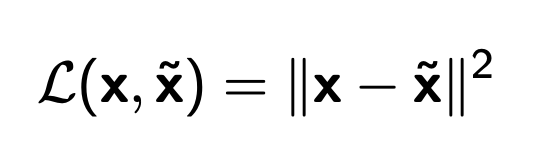 ℒ(𝐱, 𝐱̃) = ‖𝐱 − 𝐱̃‖²